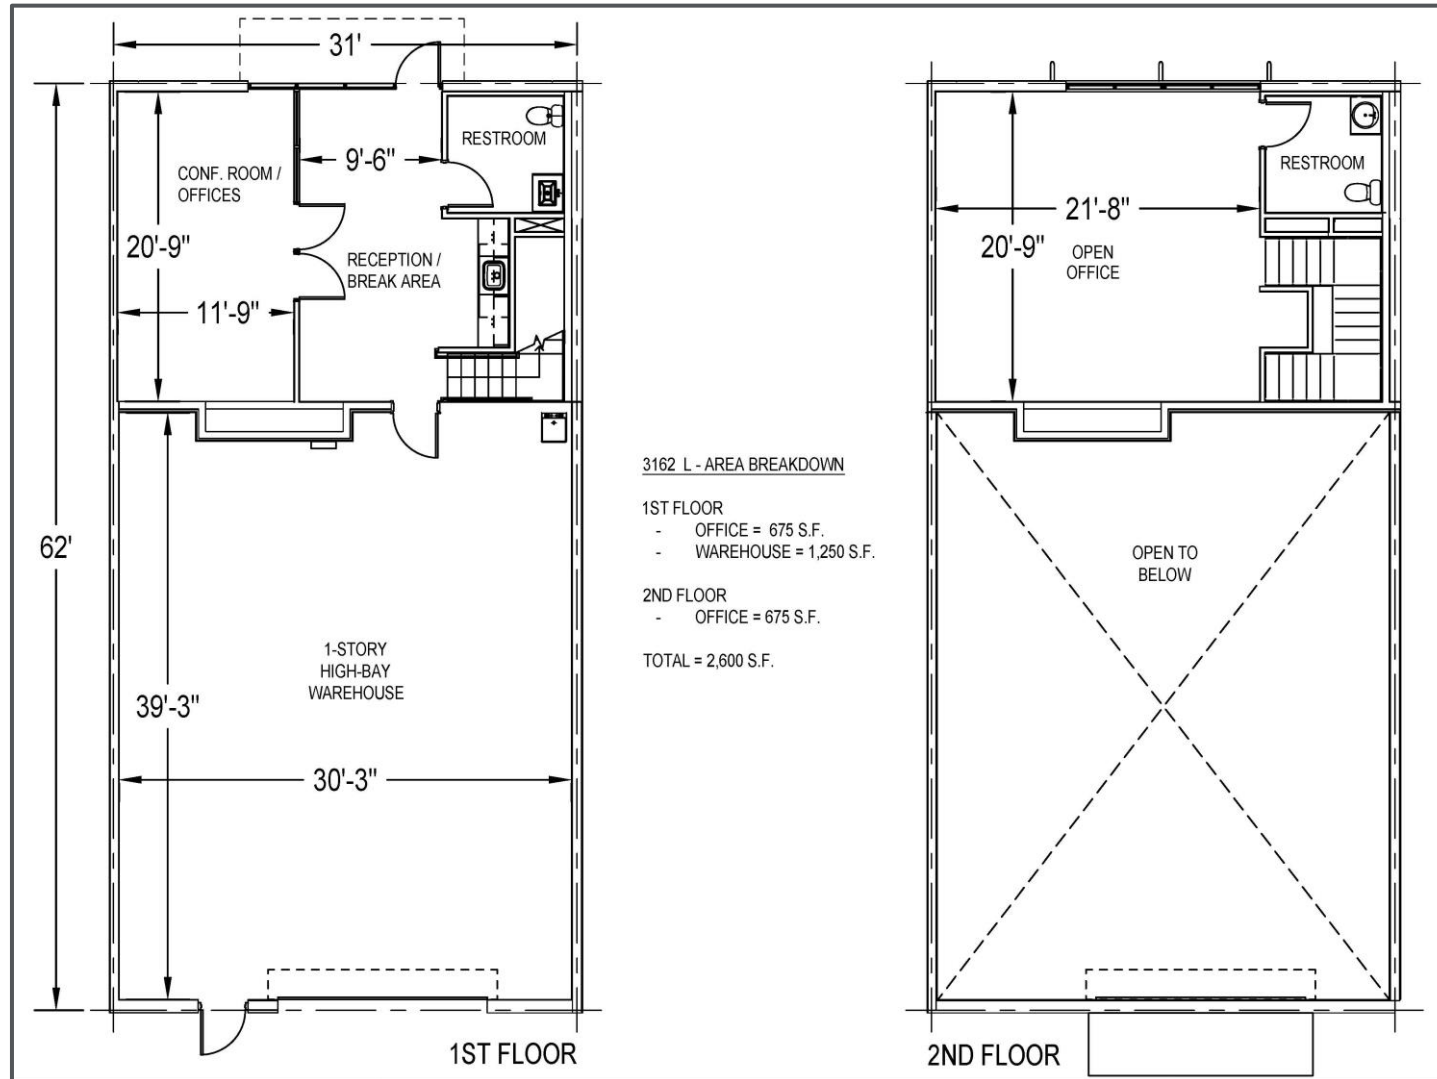 31'
RESTROOM
9'-6"
CONF. ROOM /
OFFICES
20'-9"
RECEPTION /
BREAK AREA
11'-9"
62'
1-STORY
HIGH-BAY
WAREHOUSE
39'-3"
30'-3"
1ST FLOOR
3162 L - AREA BREAKDOWN
1ST FLOOR
- OFFICE = 675 S.F.
- WAREHOUSE = 1,250 S.F.
2ND FLOOR
- OFFICE = 675 S.F.
TOTAL = 2,600 S.F.
RESTROOM
21'-8"
20'-9"
OPEN
OFFICE
OPEN TO
BELOW
2ND FLOOR